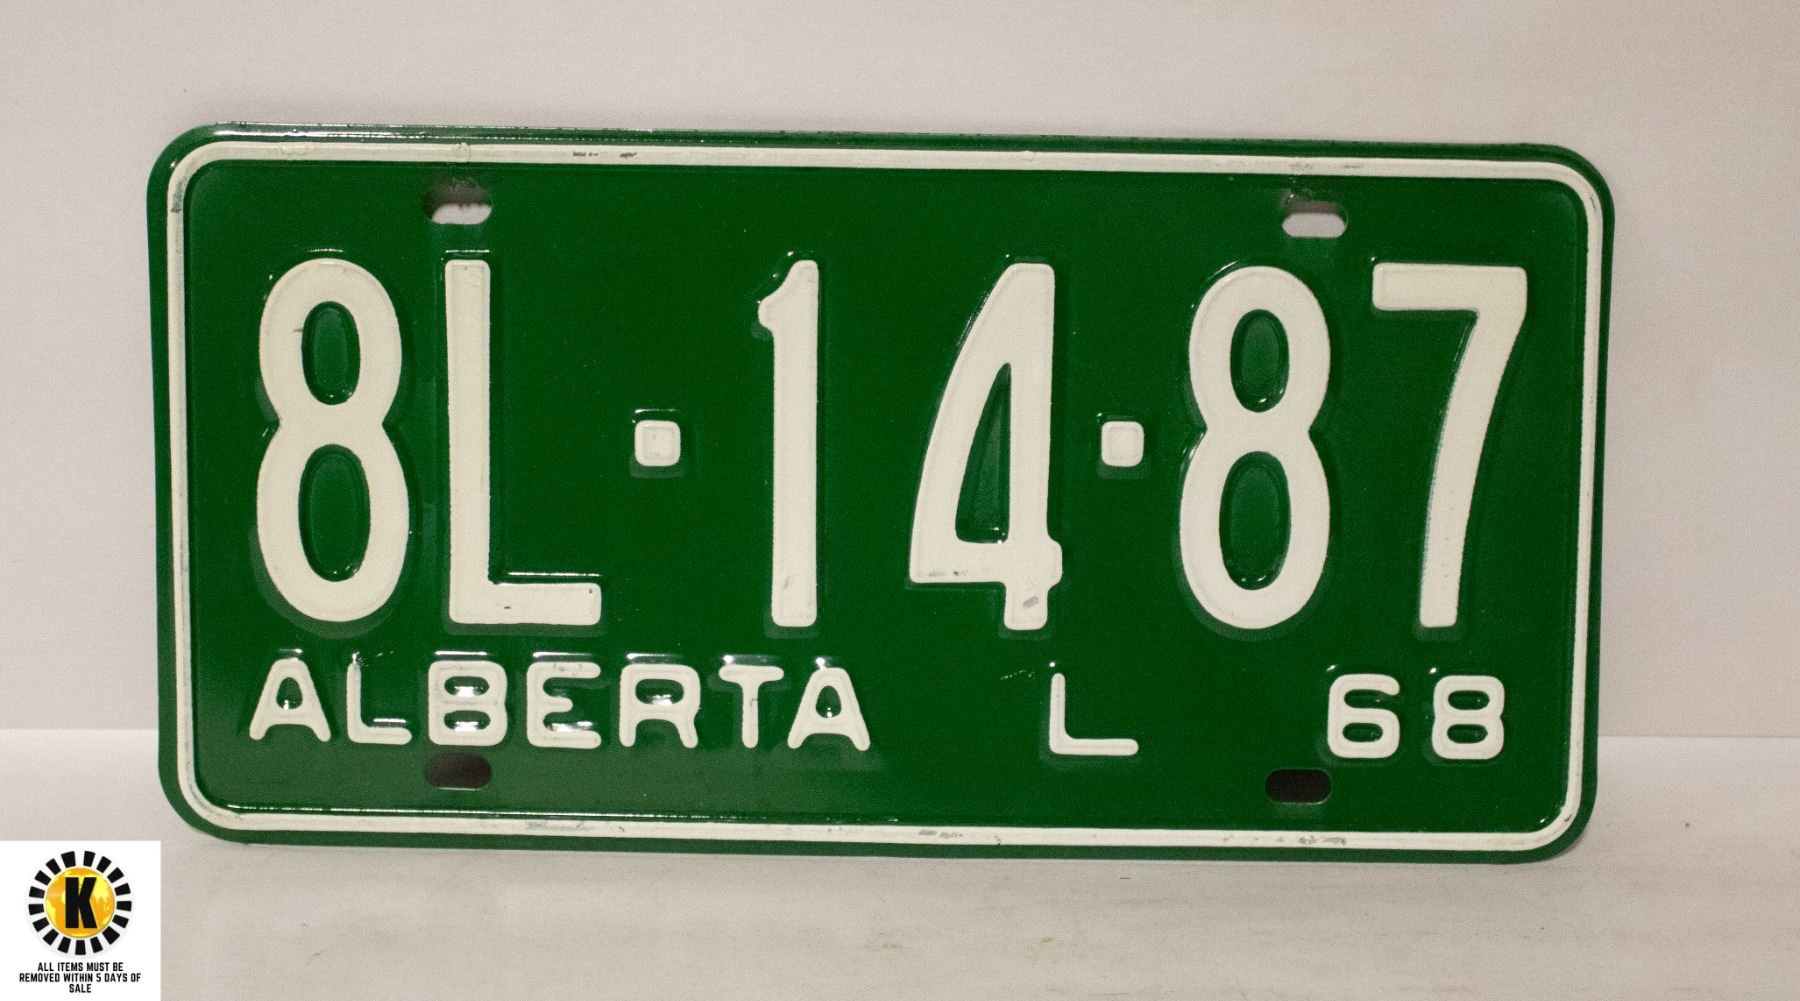 8L·14·87
ALBERTA L 68
K
ALL ITEMS MUST BE
REMOVED WITHIN 5 DAYS OF
SALE